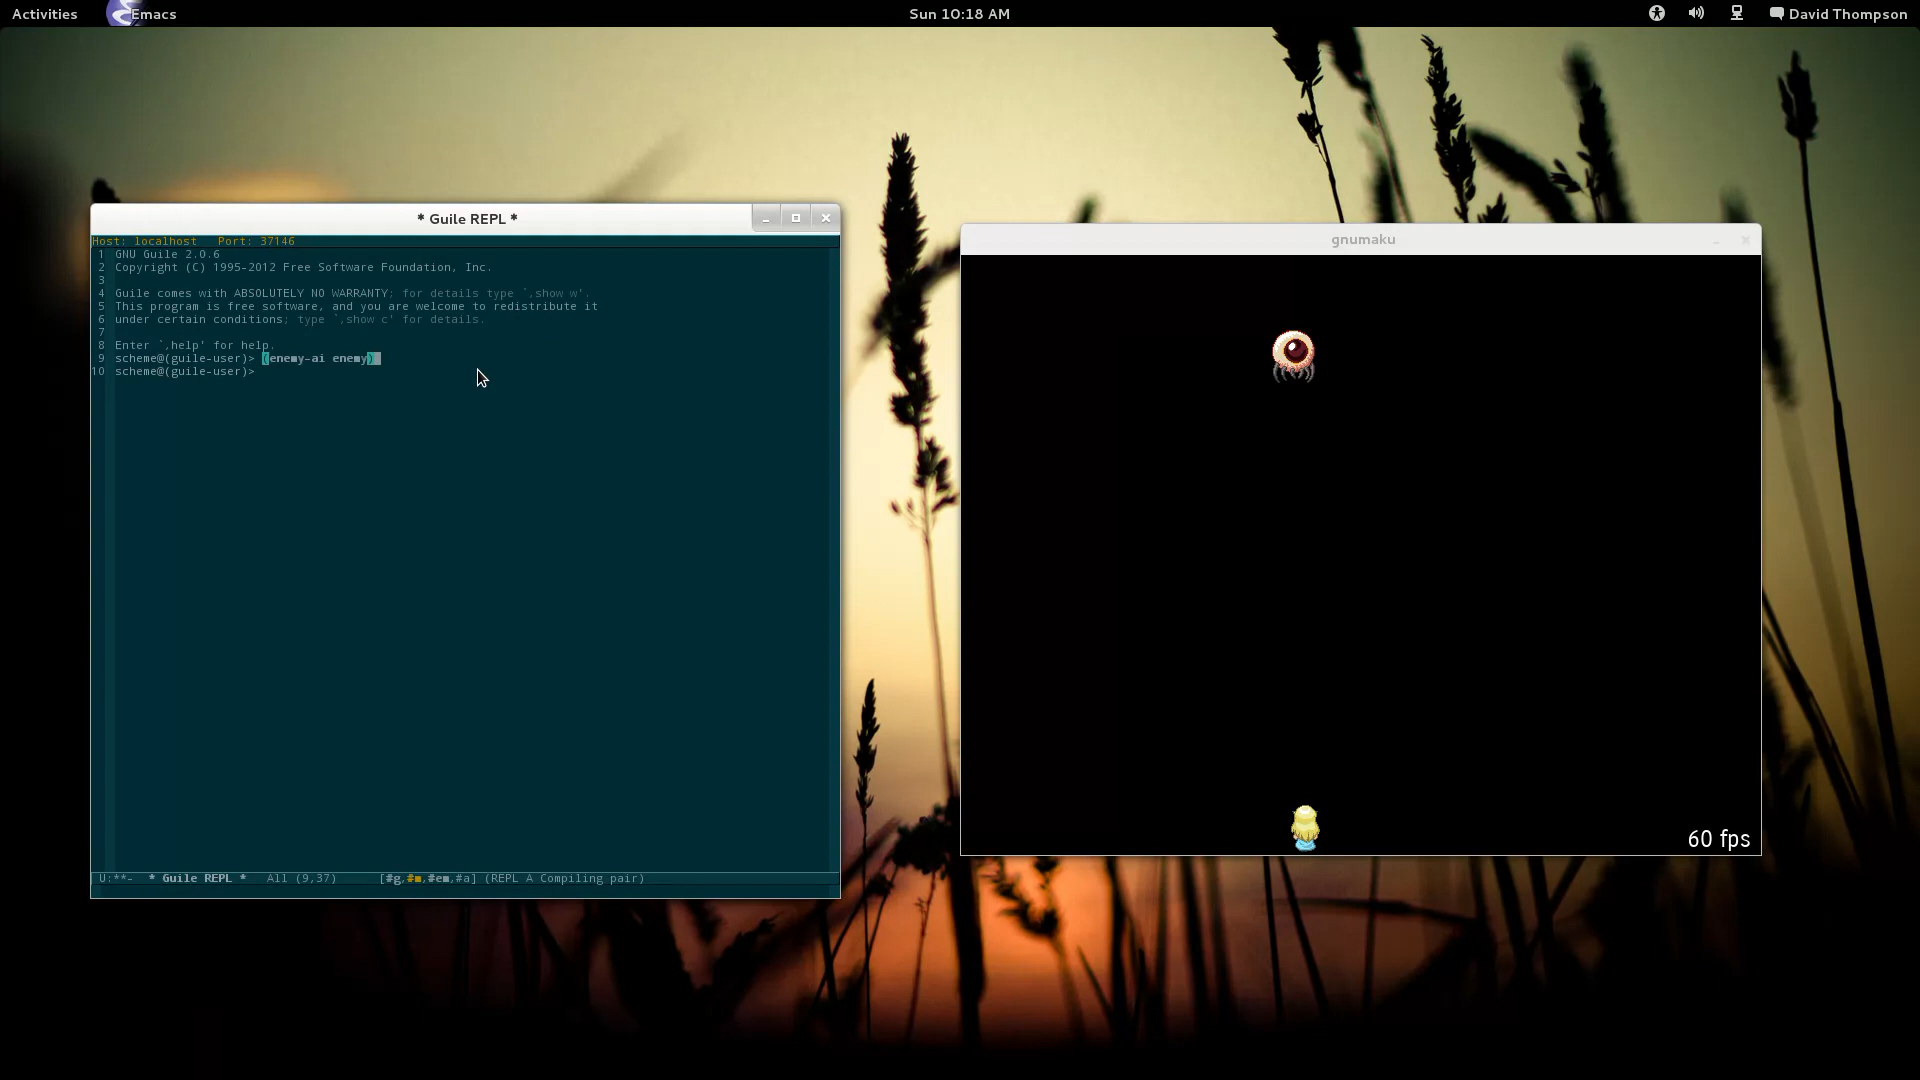 Activities Emacs Sun 10:18 AM David Thompson
* Guile REPL *
Host: localhost Port: 37146
1 GNU Guile 2.0.6
2 Copyright (C) 1995-2012 Free Software Foundation, Inc.
3
4 Guile comes with ABSOLUTELY NO WARRANTY; for details type `,show w'.
5 This program is free software, and you are welcome to redistribute it
6 under certain conditions; type `,show c' for details.
7
8 Enter `,help' for help.
9 scheme@(guile-user)> (enemy-ai enemy)
10 scheme@(guile-user)>
U:**- * Guile REPL * All (9,37) [#g,#m,#em,#a] (REPL A Compiling pair)
gnumaku
60 fps